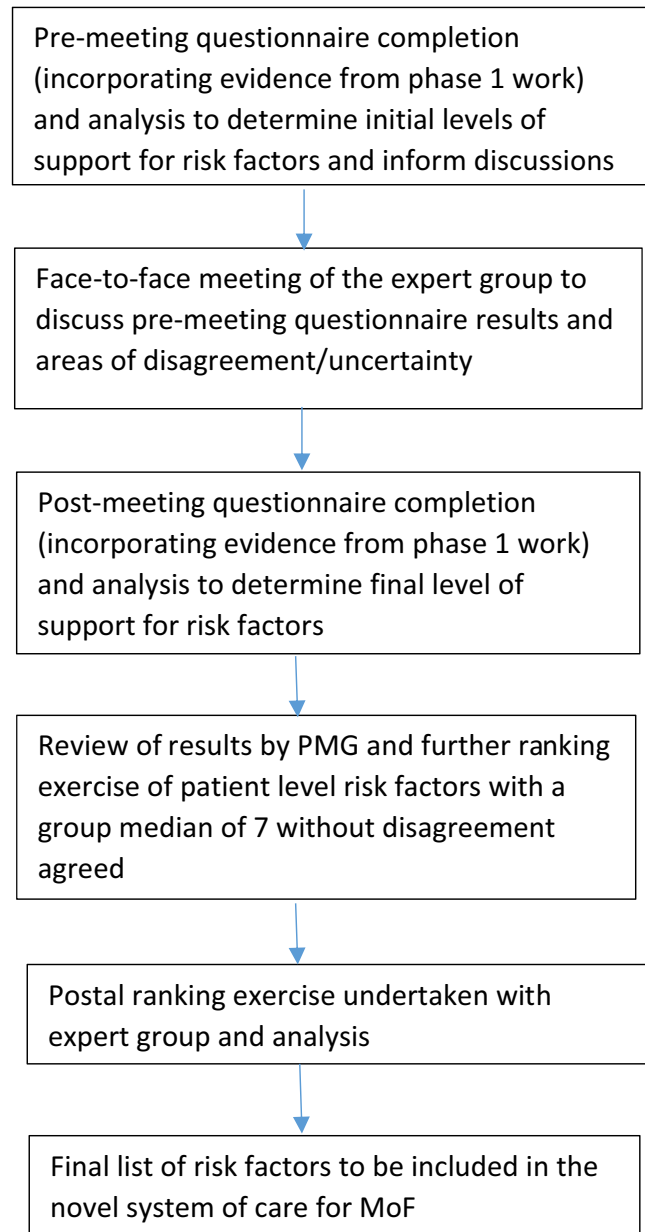 Pre-meeting questionnaire completion
(incorporating evidence from phase 1 work)
and analysis to determine initial levels of
support for risk factors and inform discussions
Face-to-face meeting of the expert group to
discuss pre-meeting questionnaire results and
areas of disagreement/uncertainty
Post-meeting questionnaire completion
(incorporating evidence from phase 1 work)
and analysis to determine final level of
support for risk factors
Review of results by PMG and further ranking
exercise of patient level risk factors with a
group median of 7 without disagreement
agreed
Postal ranking exercise undertaken with
expert group and analysis
Final list of risk factors to be included in the
novel system of care for MoF